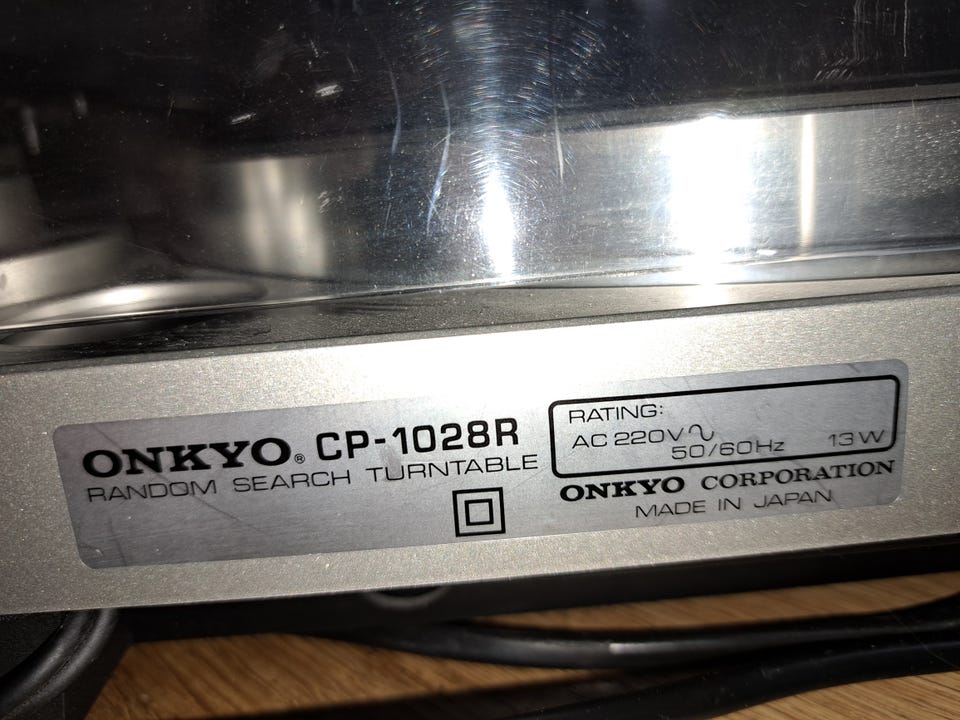 ONKYO® CP-1028R
RANDOM SEARCH TURNTABLE
RATING:
AC 220V∿
50/60Hz 13W
ONKYO CORPORATION
MADE IN JAPAN